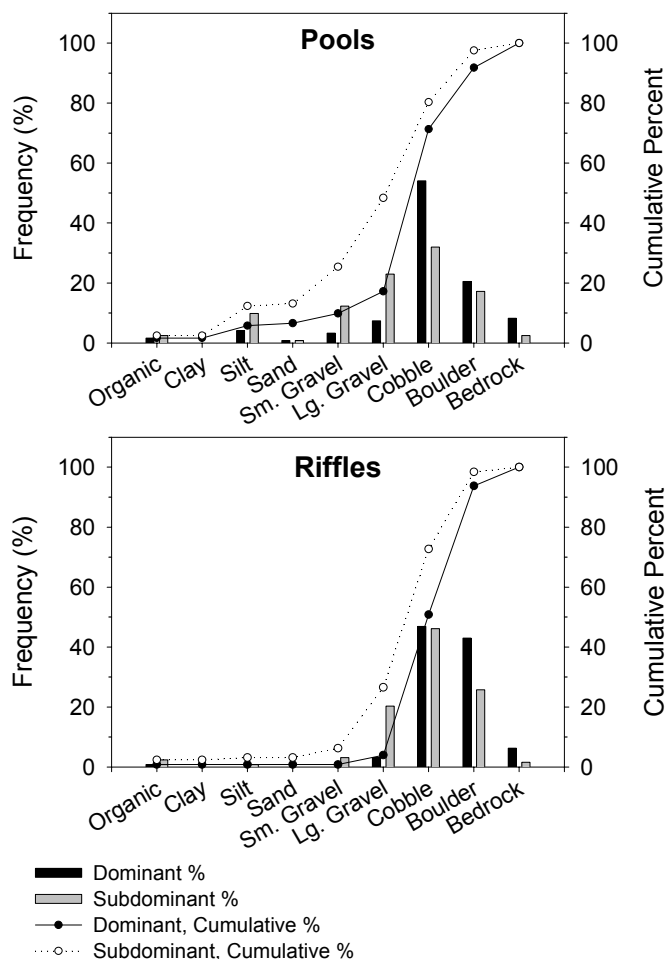 Pools
Frequency (%)
100
80
60
40
20
0
Cumulative Percent
100
80
60
40
20
0
Organic
Clay
Silt
Sand
Sm. Gravel
Lg. Gravel
Cobble
Boulder
Bedrock
Riffles
Frequency (%)
100
80
60
40
20
0
Cumulative Percent
100
80
60
40
20
0
Organic
Clay
Silt
Sand
Sm. Gravel
Lg. Gravel
Cobble
Boulder
Bedrock
Dominant %
Subdominant %
Dominant, Cumulative %
Subdominant, Cumulative %